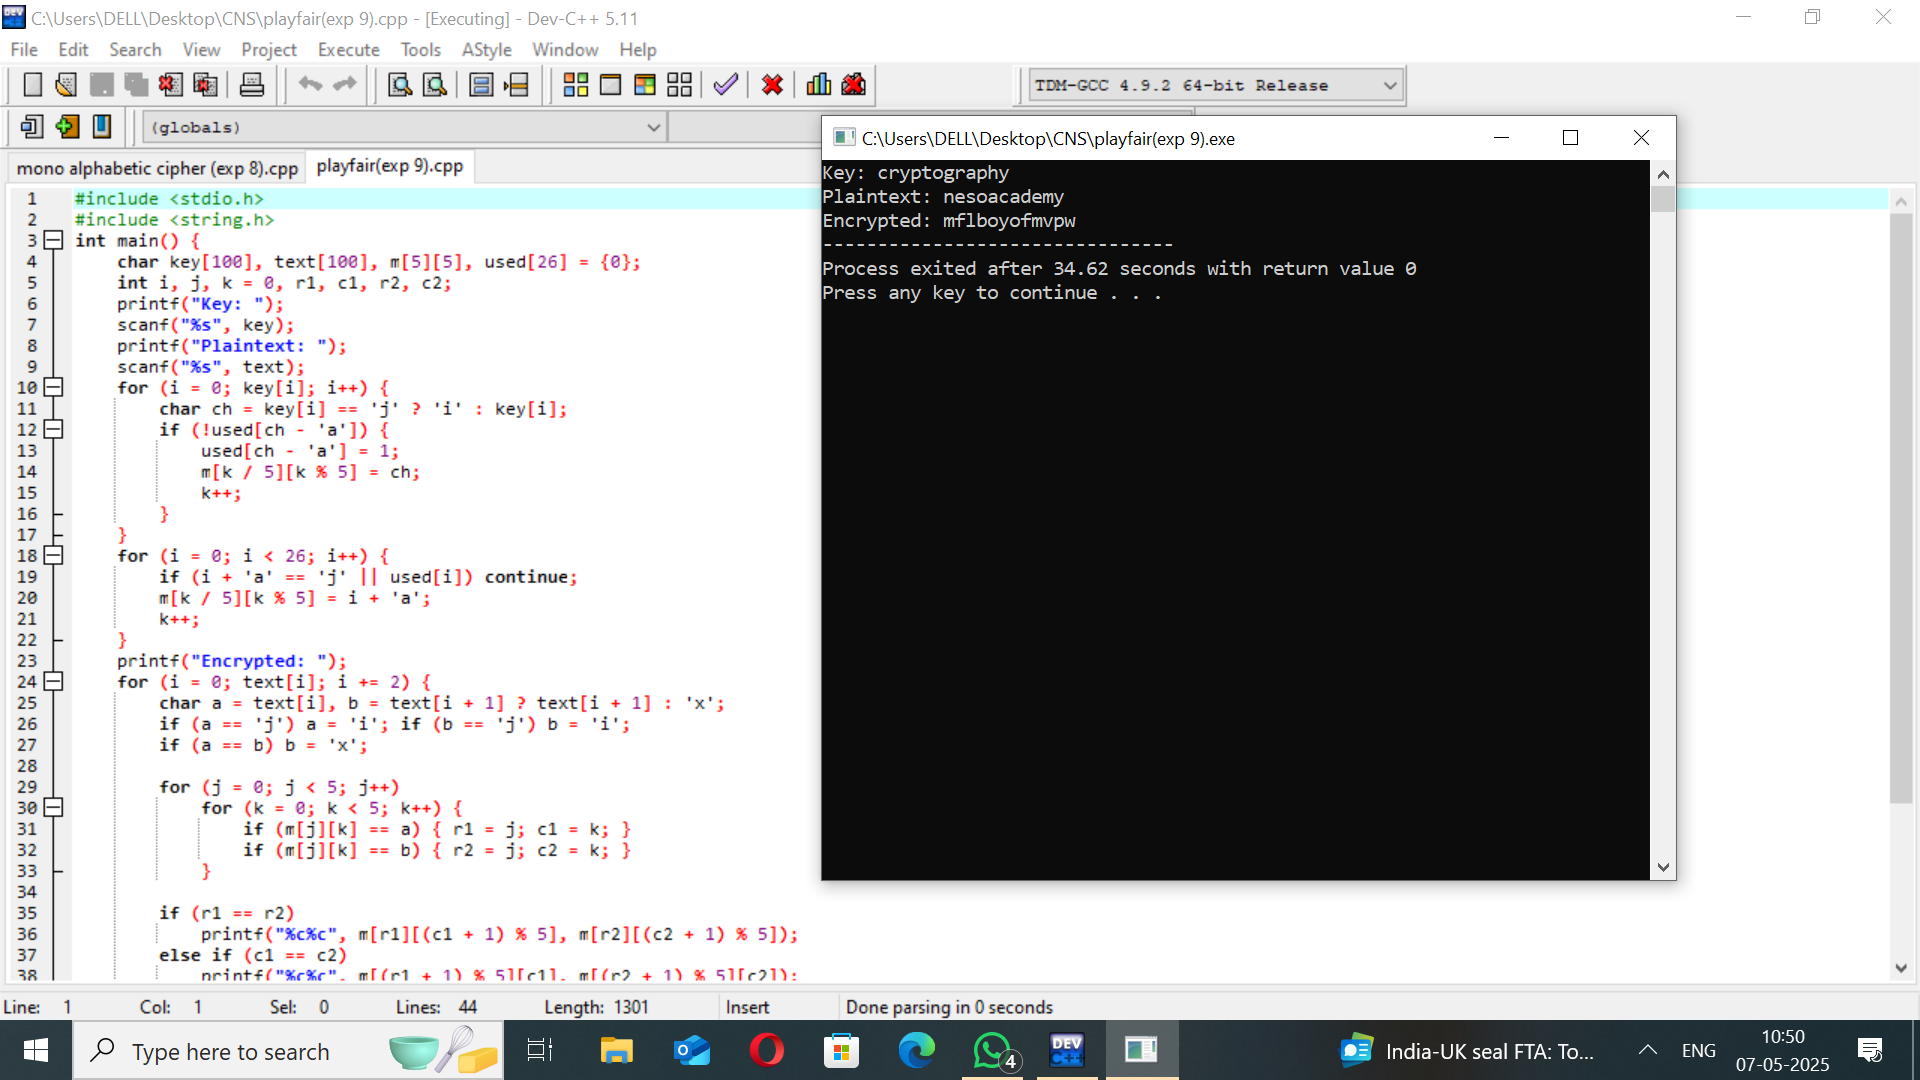 C:\Users\DELL\Desktop\CNS\playfair(exp 9).cpp - [Executing] - Dev-C++ 5.11
File Edit Search View Project Execute Tools AStyle Window Help
TDM-GCC 4.9.2 64-bit Release
(globals)
mono alphabetic cipher (exp 8).cpp playfair(exp 9).cpp
1 #include <stdio.h>
2 #include <string.h>
3 int main() {
4 char key[100], text[100], m[5][5], used[26] = {0};
5 int i, j, k = 0, r1, c1, r2, c2;
6 printf("Key: ");
7 scanf("%s", key);
8 printf("Plaintext: ");
9 scanf("%s", text);
10 for (i = 0; key[i]; i++) {
11 char ch = key[i] == 'j' ? 'i' : key[i];
12 if (!used[ch - 'a']) {
13 used[ch - 'a'] = 1;
14 m[k / 5][k % 5] = ch;
15 k++;
16 }
17 }
18 for (i = 0; i < 26; i++) {
19 if (i + 'a' == 'j' || used[i]) continue;
20 m[k / 5][k % 5] = i + 'a';
21 k++;
22 }
23 printf("Encrypted: ");
24 for (i = 0; text[i]; i += 2) {
25 char a = text[i], b = text[i + 1] ? text[i + 1] : 'x';
26 if (a == 'j') a = 'i'; if (b == 'j') b = 'i';
27 if (a == b) b = 'x';
28
29 for (j = 0; j < 5; j++)
30 for (k = 0; k < 5; k++) {
31 if (m[j][k] == a) { r1 = j; c1 = k; }
32 if (m[j][k] == b) { r2 = j; c2 = k; }
33 }
34
35 if (r1 == r2)
36 printf("%c%c", m[r1][(c1 + 1) % 5], m[r2][(c2 + 1) % 5]);
37 else if (c1 == c2)
38 printf("%c%c", m[(r1 + 1) % 5][c1], m[(r2 + 1) % 5][c2]);
C:\Users\DELL\Desktop\CNS\playfair(exp 9).exe
Key: cryptography
Plaintext: nesoacademy
Encrypted: mflboyofmvpw
--------------------------------
Process exited after 34.62 seconds with return value 0
Press any key to continue . . .
Line: 1 Col: 1 Sel: 0 Lines: 44 Length: 1301 Insert Done parsing in 0 seconds
Type here to search
4
DEV C++
India-UK seal FTA: To...
ENG
10:50
07-05-2025